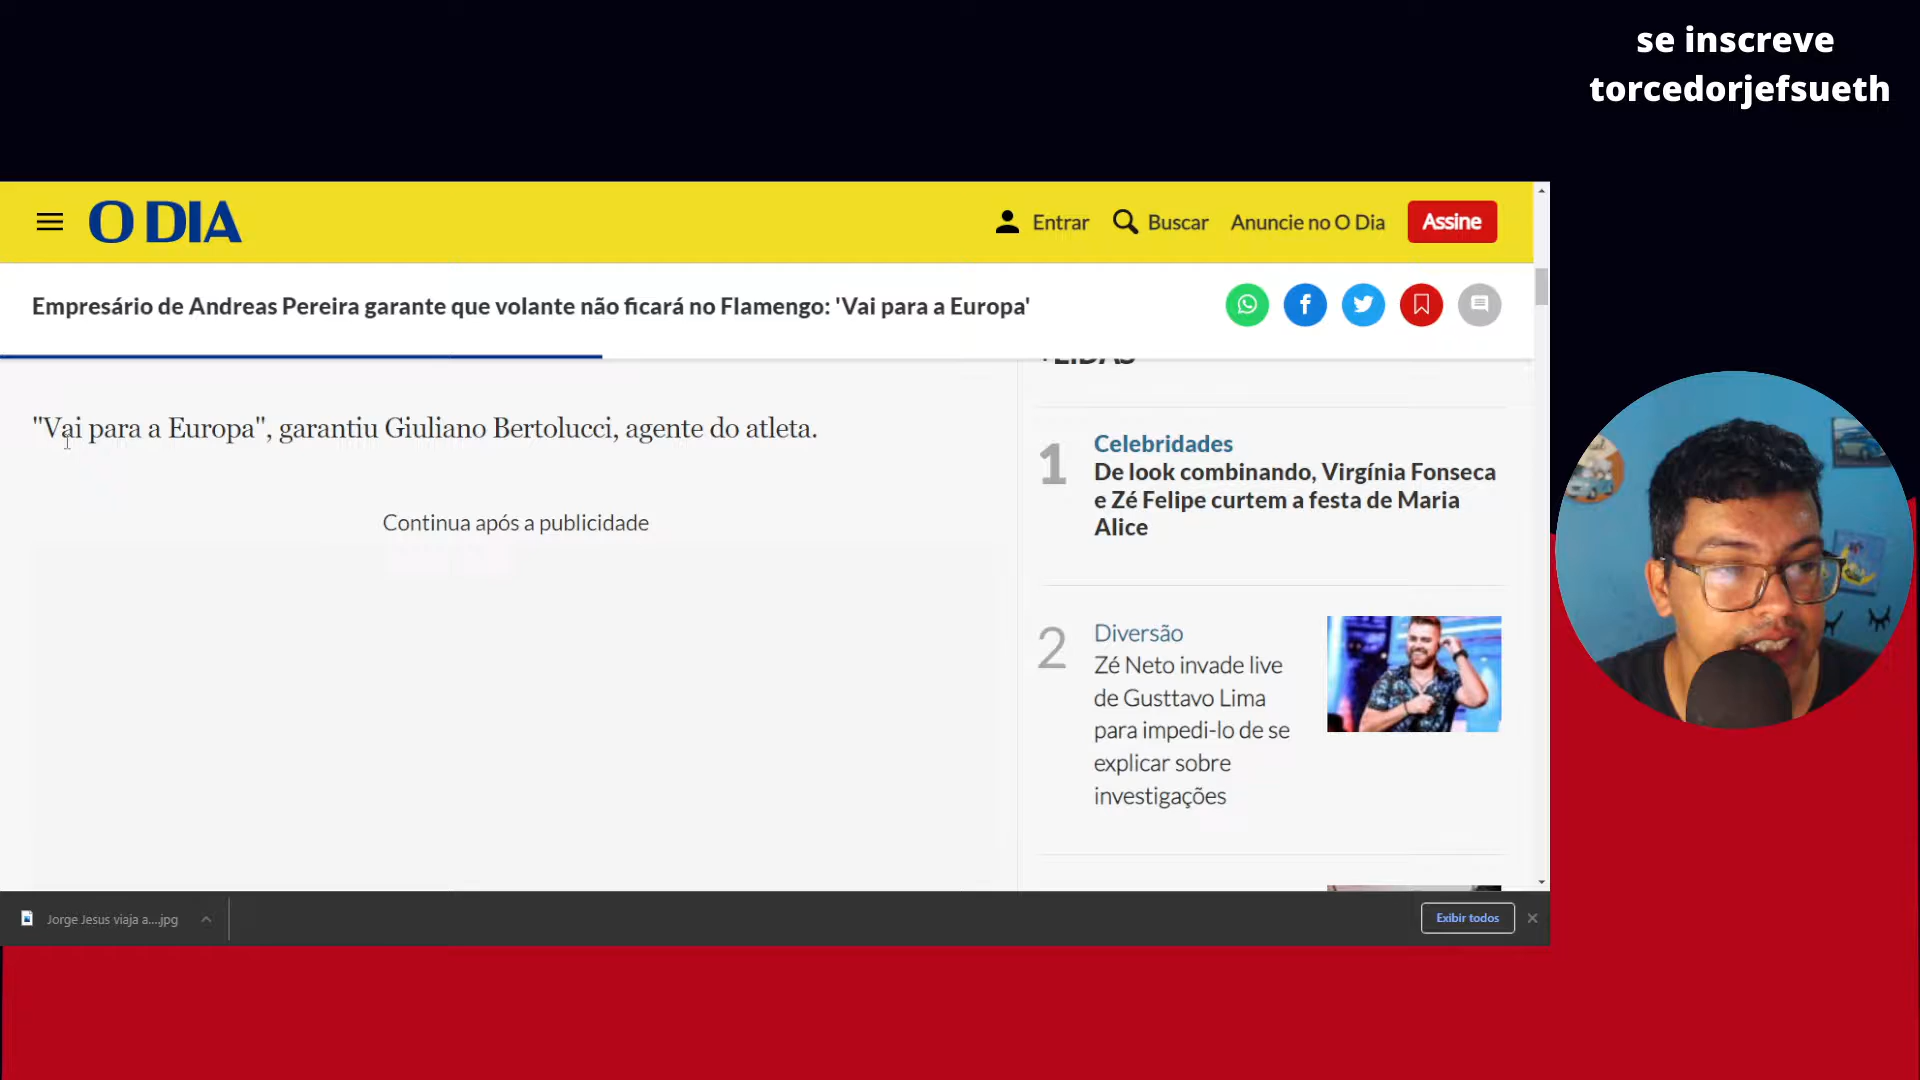 se inscreve
torcedorjefsueth
O DIA
Entrar
Buscar
Anuncie no O Dia
Assine
Empresário de Andreas Pereira garante que volante não ficará no Flamengo: 'Vai para a Europa'
"Vai para a Europa", garantiu Giuliano Bertolucci, agente do atleta.
Continua após a publicidade
1
Celebridades
De look combinando, Virgínia Fonseca
e Zé Felipe curtem a festa de Maria
Alice
2
Diversão
Zé Neto invade live
de Gusttavo Lima
para impedi-lo de se
explicar sobre
investigações
Jorge Jesus viaja a....jpg
Exibir todos